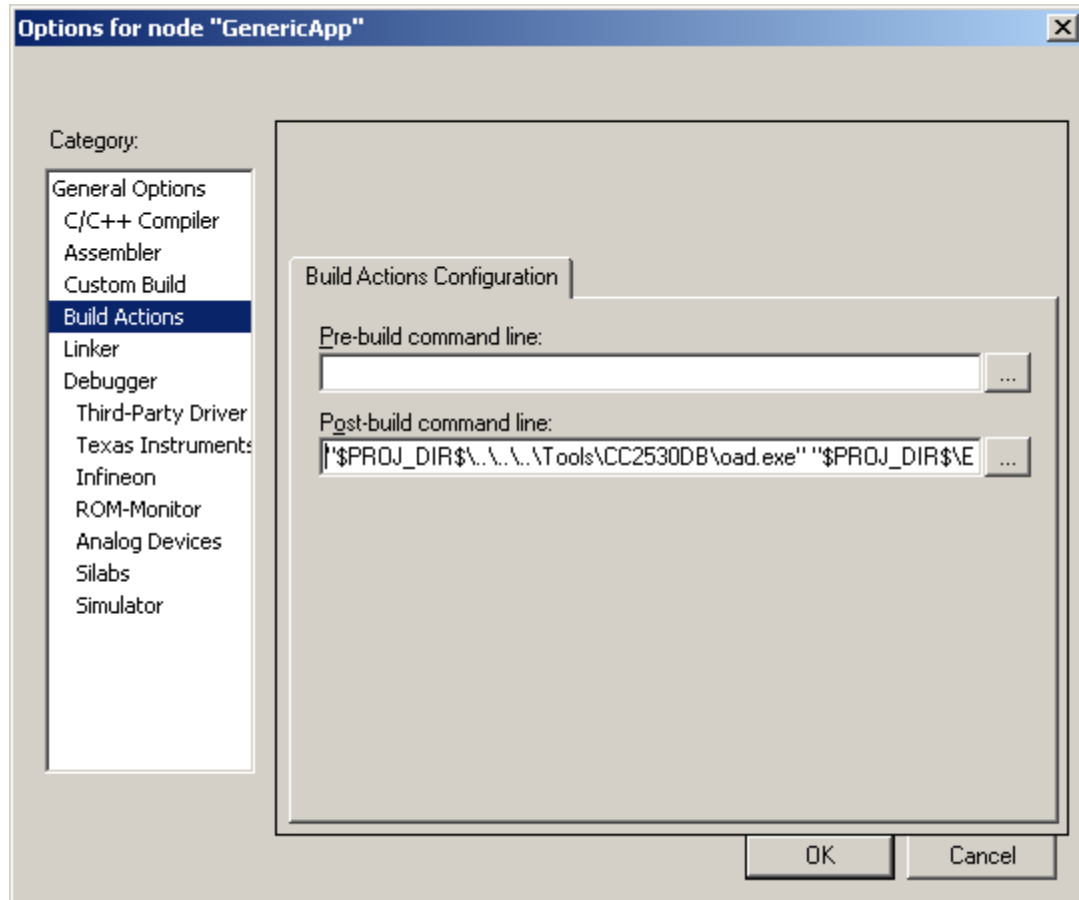 Options for node "GenericApp"
Category:
General Options
C/C++ Compiler
Assembler
Custom Build
Build Actions
Linker
Debugger
Third-Party Driver
Texas Instruments
Infineon
ROM-Monitor
Analog Devices
Silabs
Simulator
Build Actions Configuration
Pre-build command line:
...
Post-build command line:
"$PROJ_DIR$\..\..\..\Tools\CC2530DB\oad.exe" "$PROJ_DIR$\E
...
OK
Cancel